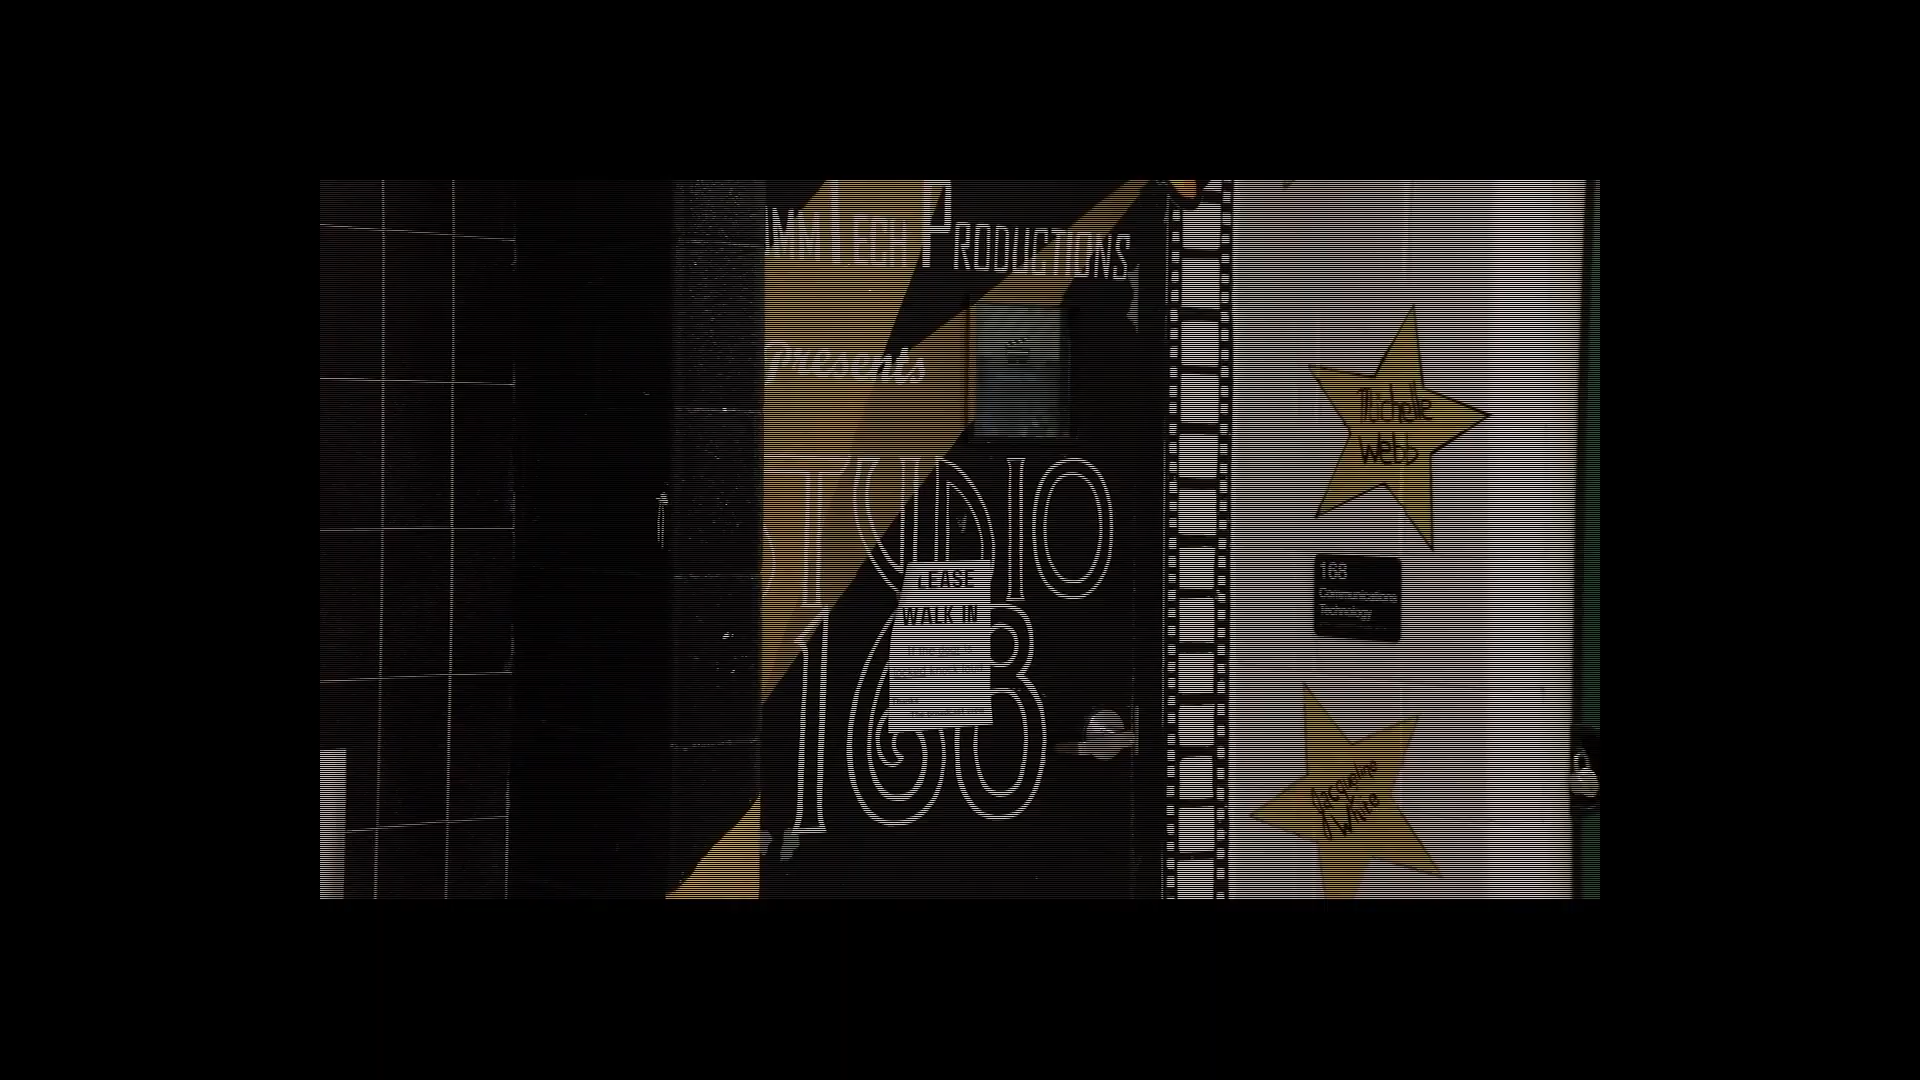 MMTECH PRODUCTIONS
Presents
STUDIO
168
LEASE
WALK IN
Michelle
Webb
168
Communications
Technology
Jacqueline
White